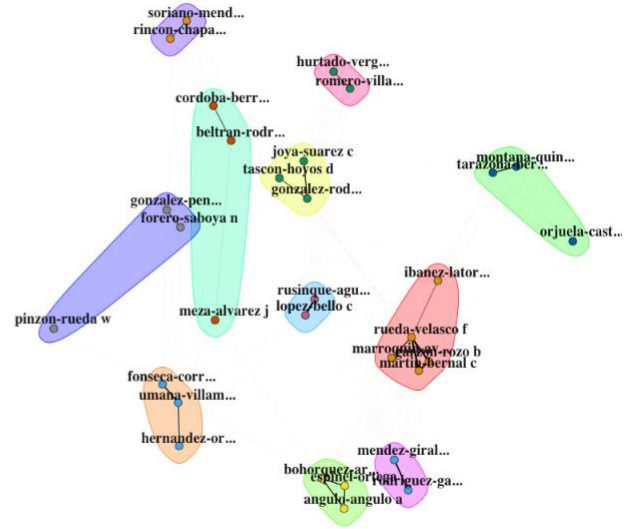 soriano-mend...
rincon-chapa...
hurtado-verg...
romero-villa...
cordoba-berr...
beltran-rodr...
joya-suarez c
tascon-hoyos d
gonzalez-rod...
montana-quin...
tarazona-ber...
gonzalez-pen...
forero-saboya n
orjuela-cast...
ibanez-lator...
rusinque-agu...
lopez-bello c
meza-alvarez j
pinzon-rueda w
rueda-velasco f
marroquin-av
garzon-rozo b
martin-bernal c
fonseca-corr...
umana-villam...
hernandez-or...
mendez-giral...
bohorquez-ar...
espinel-ortega
rodriguez-ga...
angulo-angulo a